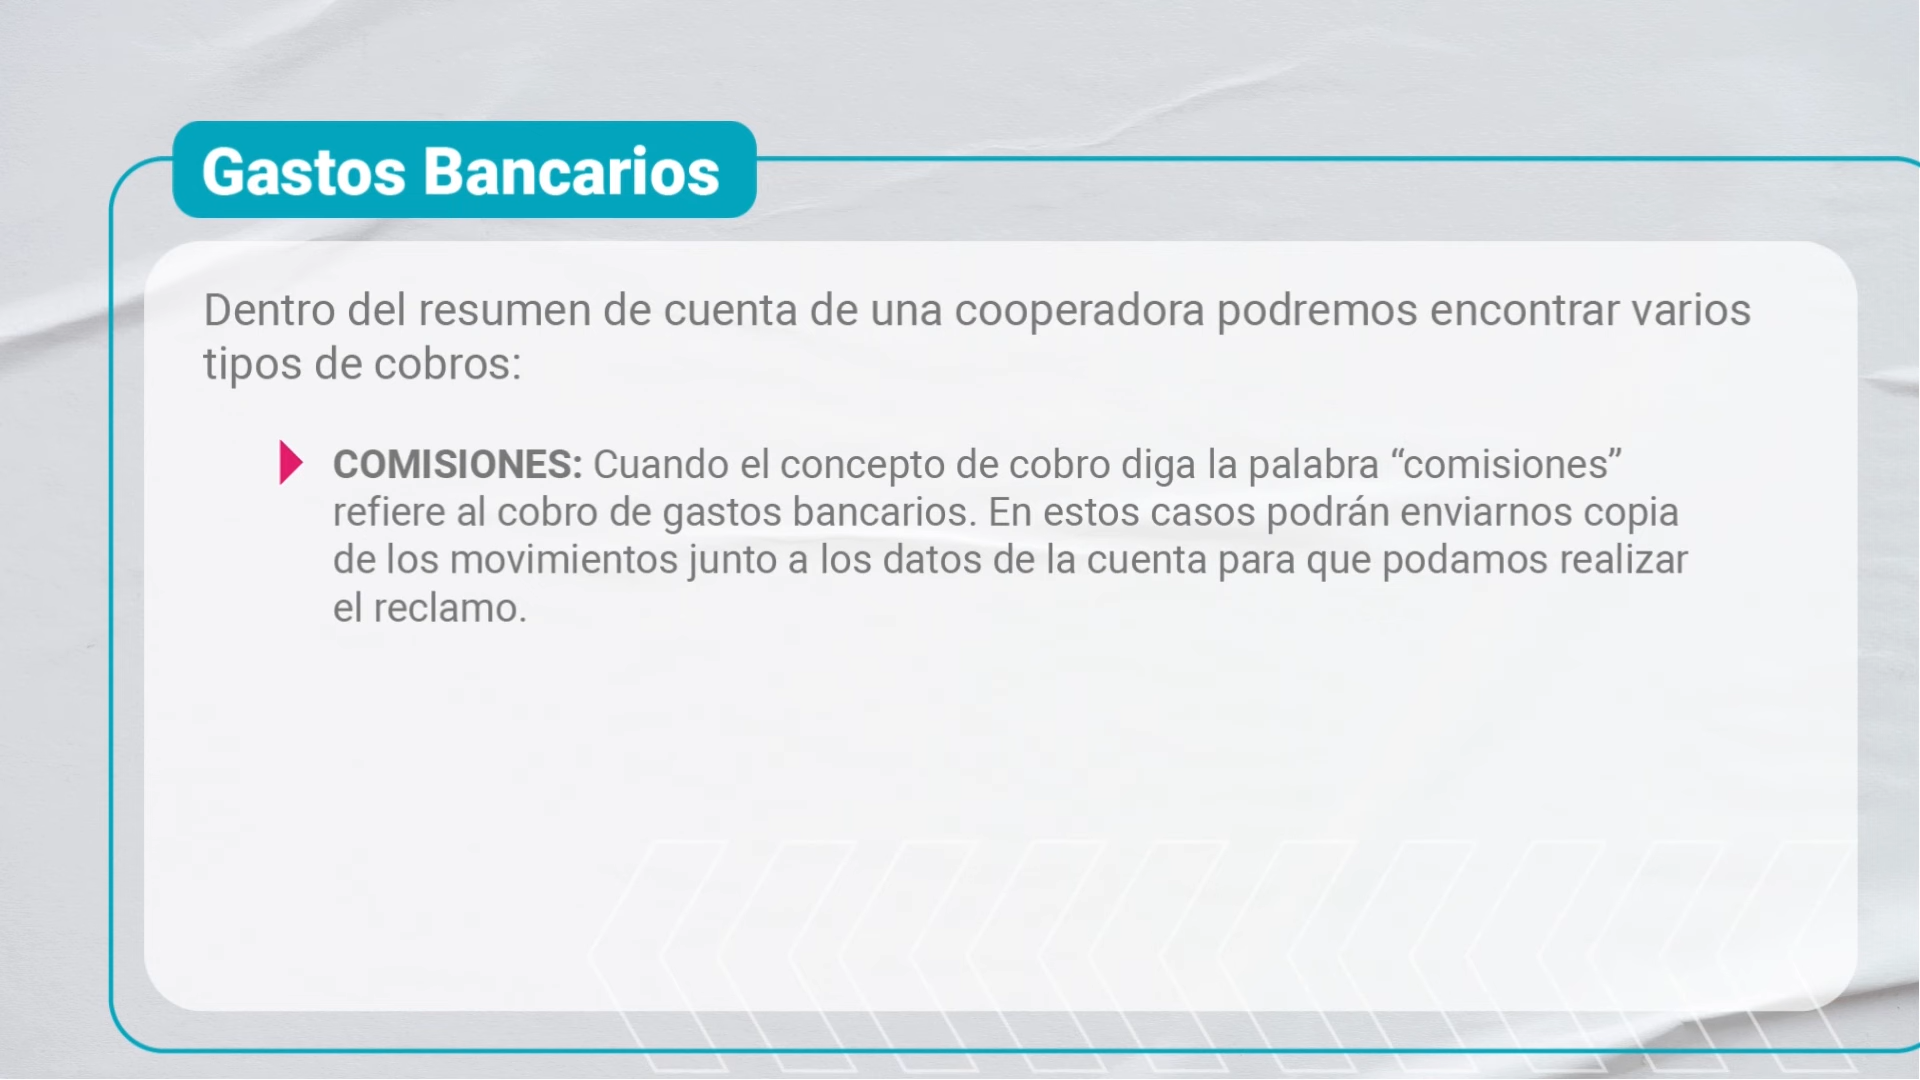 Gastos Bancarios
Dentro del resumen de cuenta de una cooperadora podremos encontrar varios
tipos de cobros:
COMISIONES: Cuando el concepto de cobro diga la palabra “comisiones”
refiere al cobro de gastos bancarios. En estos casos podrán enviarnos copia
de los movimientos junto a los datos de la cuenta para que podamos realizar
el reclamo.